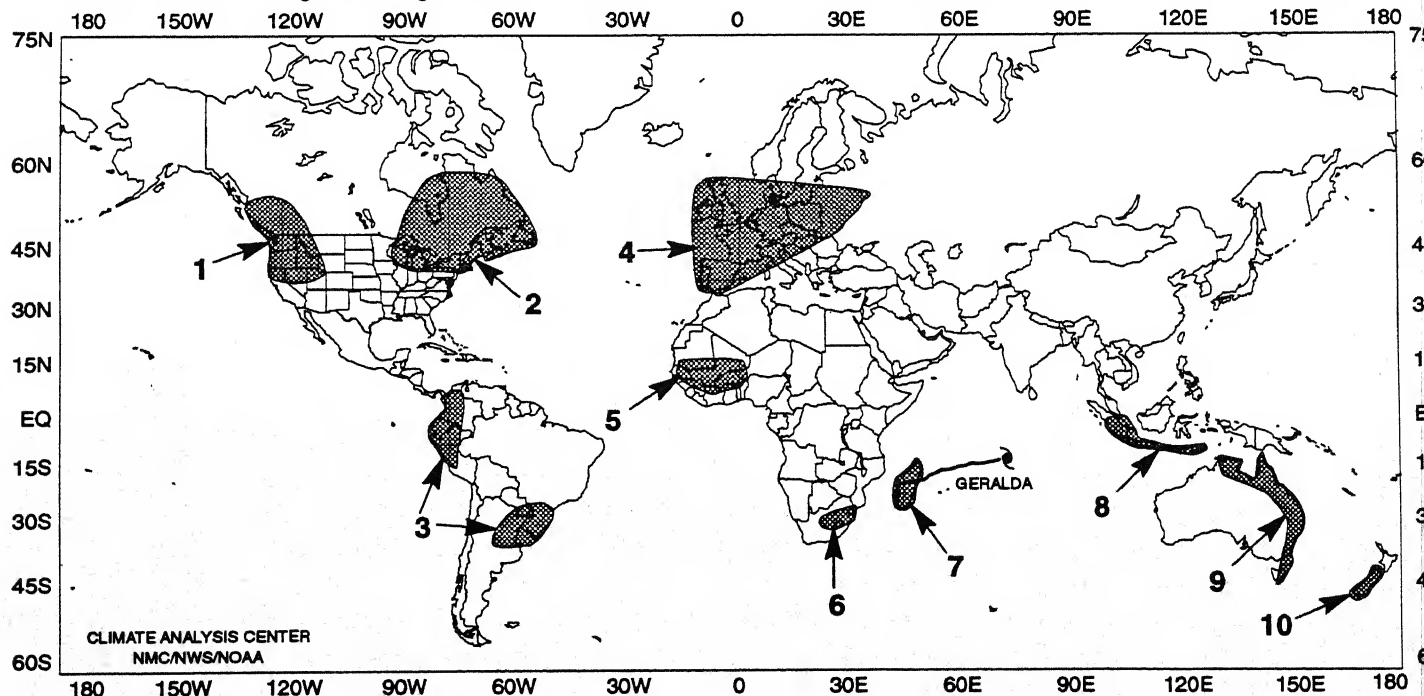 180 150W 120W 90W 60W 30W 0 30E 60E 90E 120E 150E 180
75N
60N
45N
30N
15N
EQ
15S
30S
45S
60S
1
2
3
4
5
6
7
8
9
10
GERALDA
CLIMATE ANALYSIS CENTER
NMC/NWS/NOAA
180 150W 120W 90W 60W 30W 0 30E 60E 90E 120E 150E 180